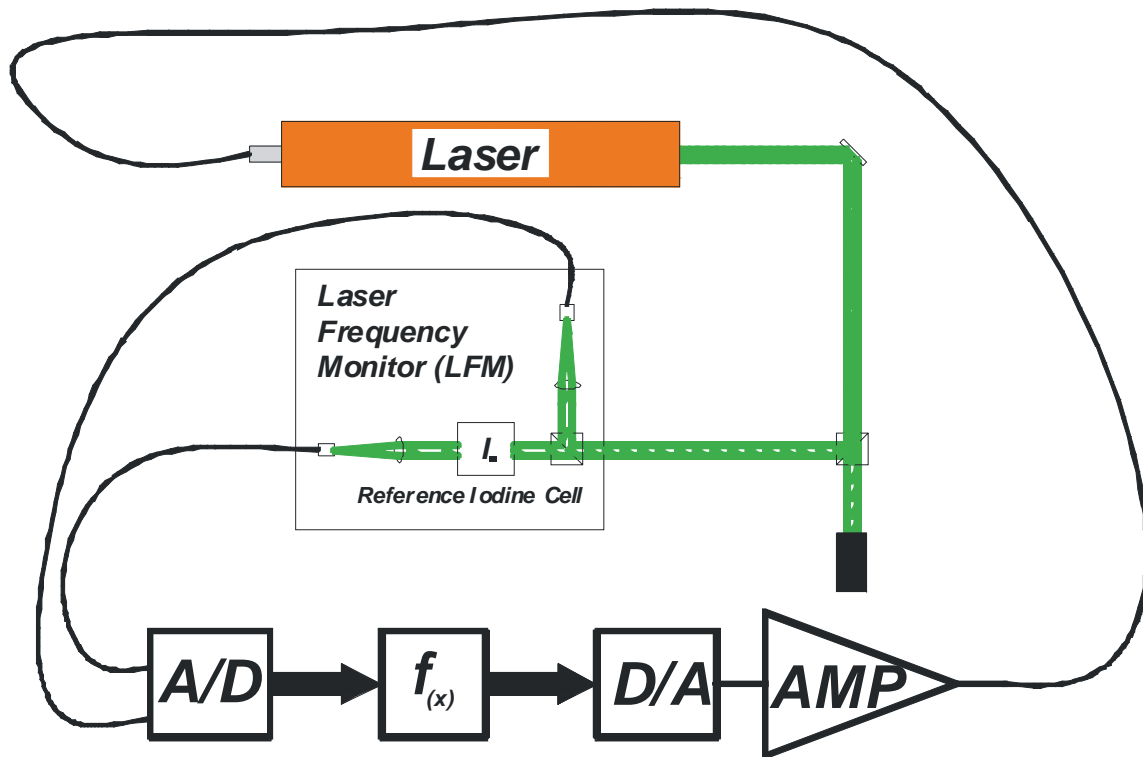 Laser
Laser
Frequency
Monitor (LFM)
I
Reference Iodine Cell
A/D
f(x)
D/A
AMP